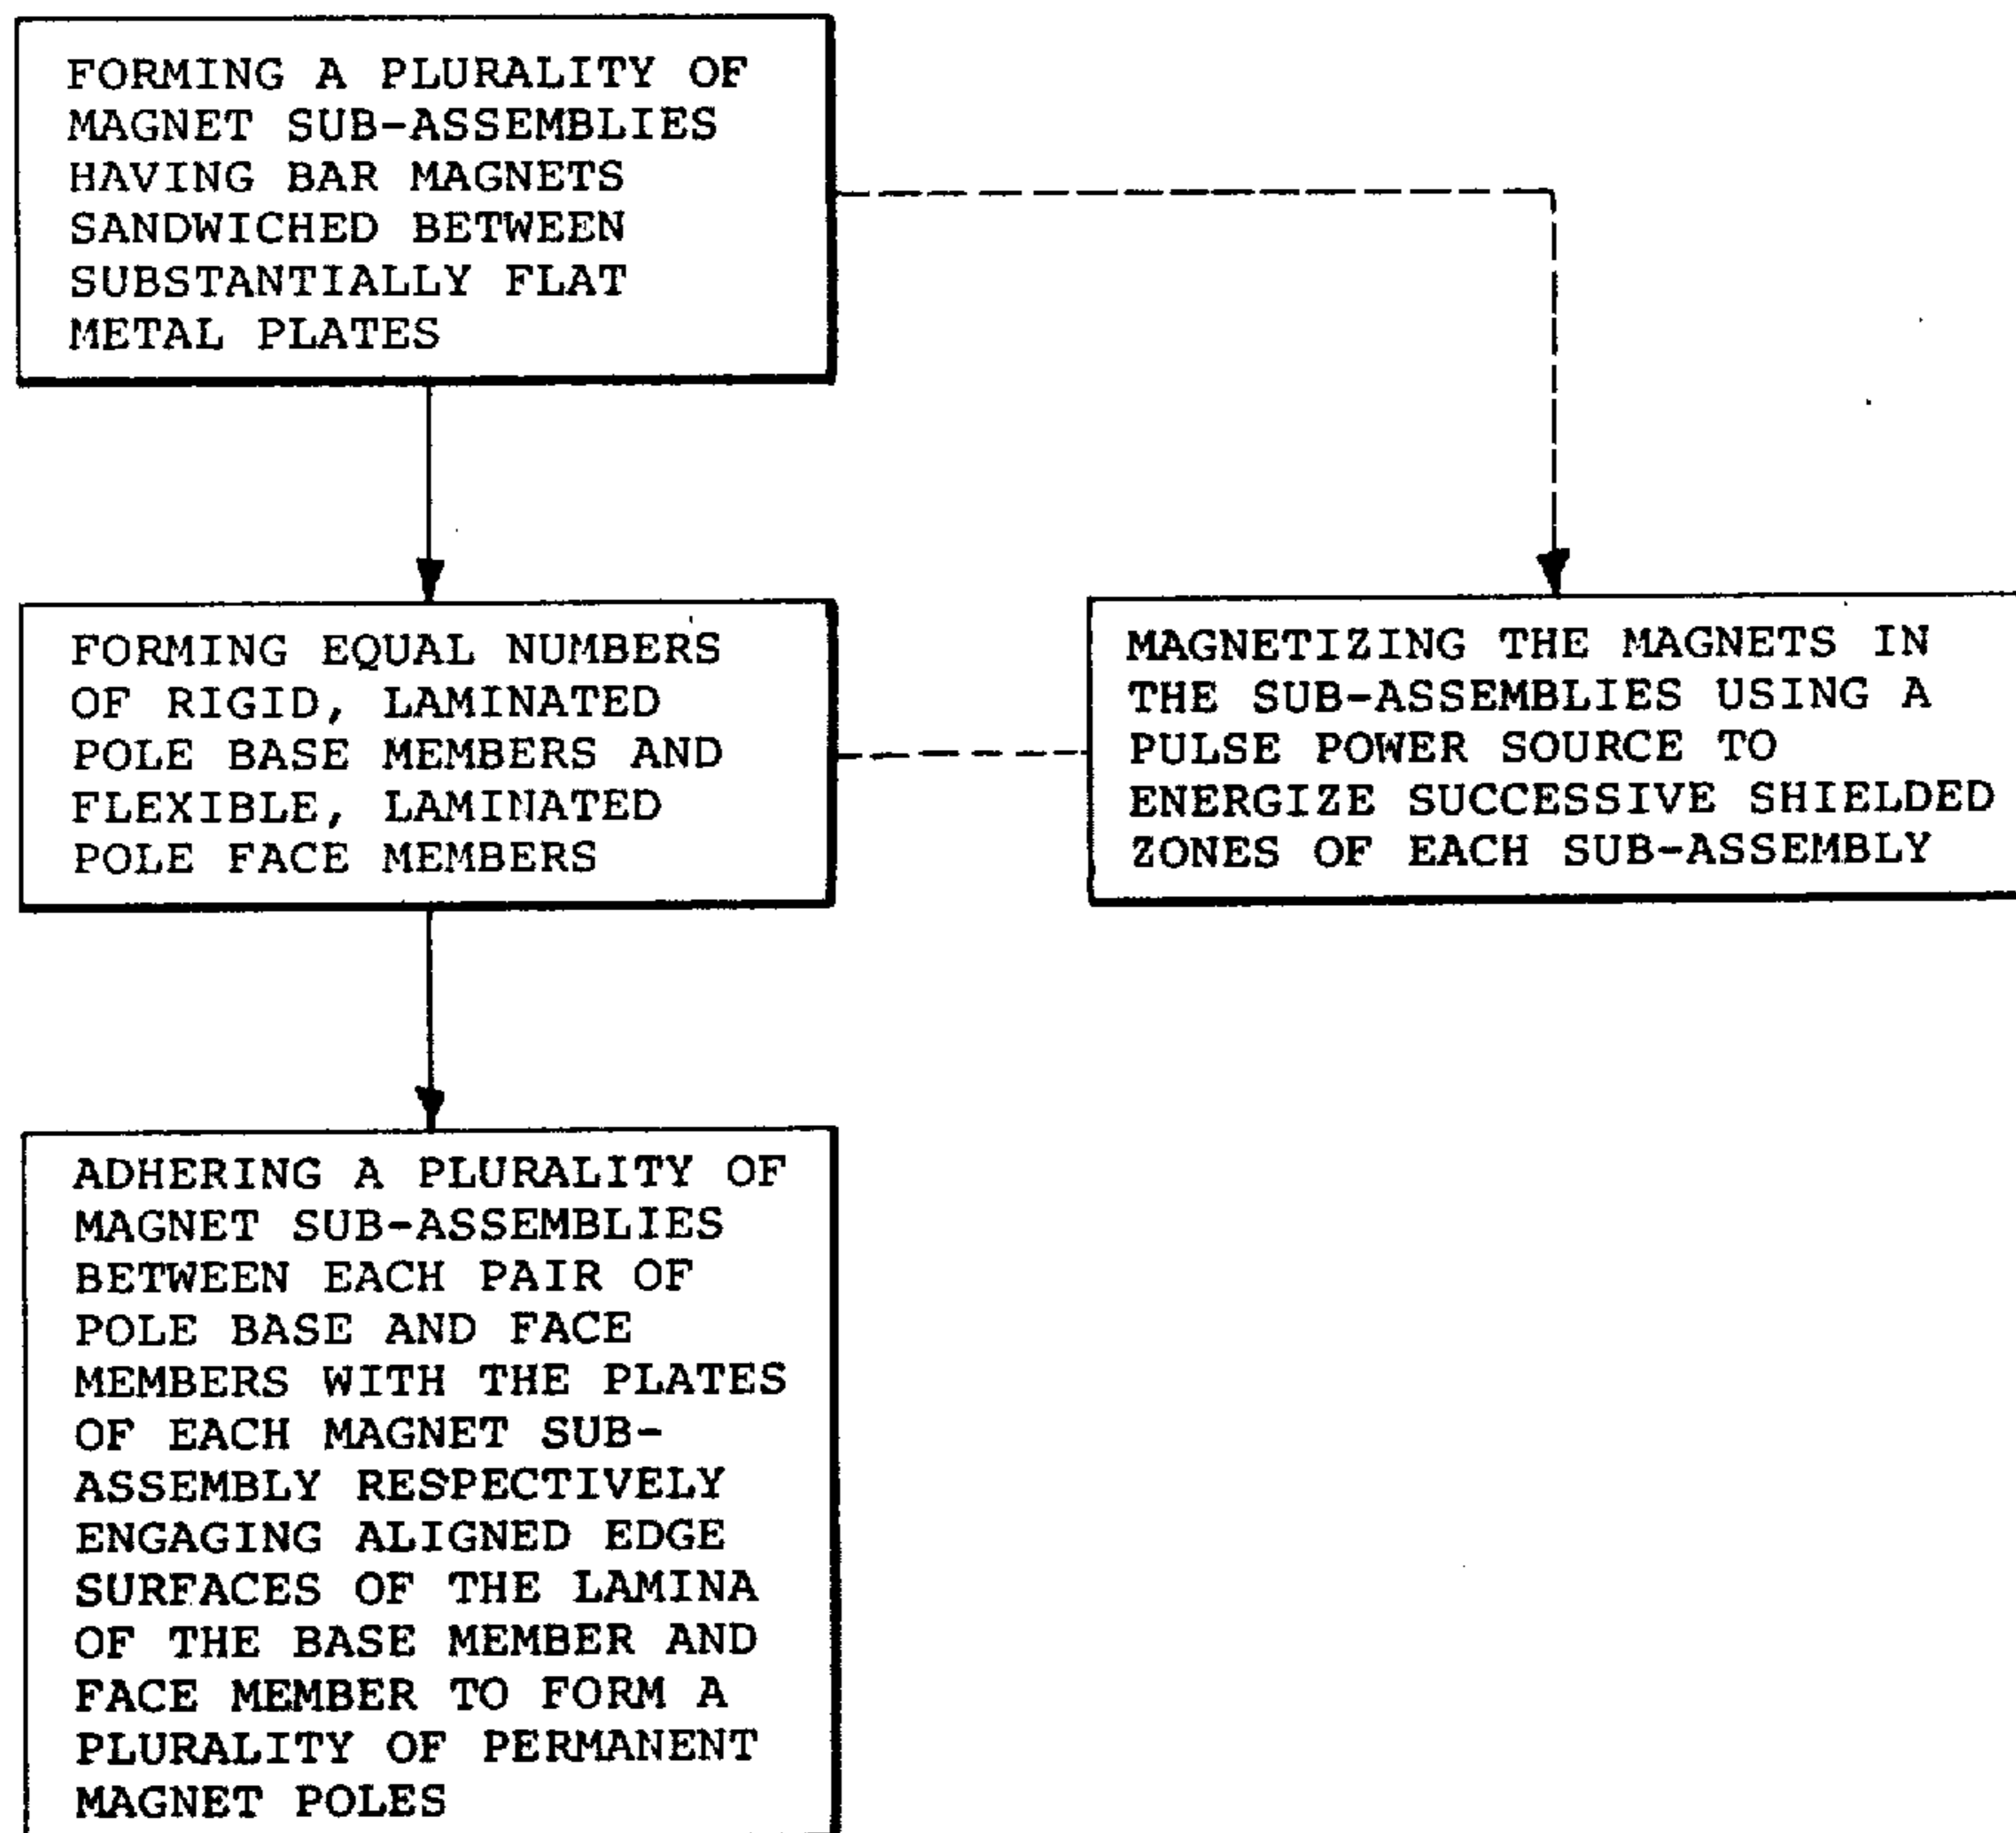 FORMING A PLURALITY OF
MAGNET SUB-ASSEMBLIES
HAVING BAR MAGNETS
SANDWICHED BETWEEN
SUBSTANTIALLY FLAT
METAL PLATES
FORMING EQUAL NUMBERS
OF RIGID, LAMINATED
POLE BASE MEMBERS AND
FLEXIBLE, LAMINATED
POLE FACE MEMBERS
MAGNETIZING THE MAGNETS IN
THE SUB-ASSEMBLIES USING A
PULSE POWER SOURCE TO
ENERGIZE SUCCESSIVE SHIELDED
ZONES OF EACH SUB-ASSEMBLY
ADHERING A PLURALITY OF
MAGNET SUB-ASSEMBLIES
BETWEEN EACH PAIR OF
POLE BASE AND FACE
MEMBERS WITH THE PLATES
OF EACH MAGNET SUB-
ASSEMBLY RESPECTIVELY
ENGAGING ALIGNED EDGE
SURFACES OF THE LAMINA
OF THE BASE MEMBER AND
FACE MEMBER TO FORM A
PLURALITY OF PERMANENT
MAGNET POLES